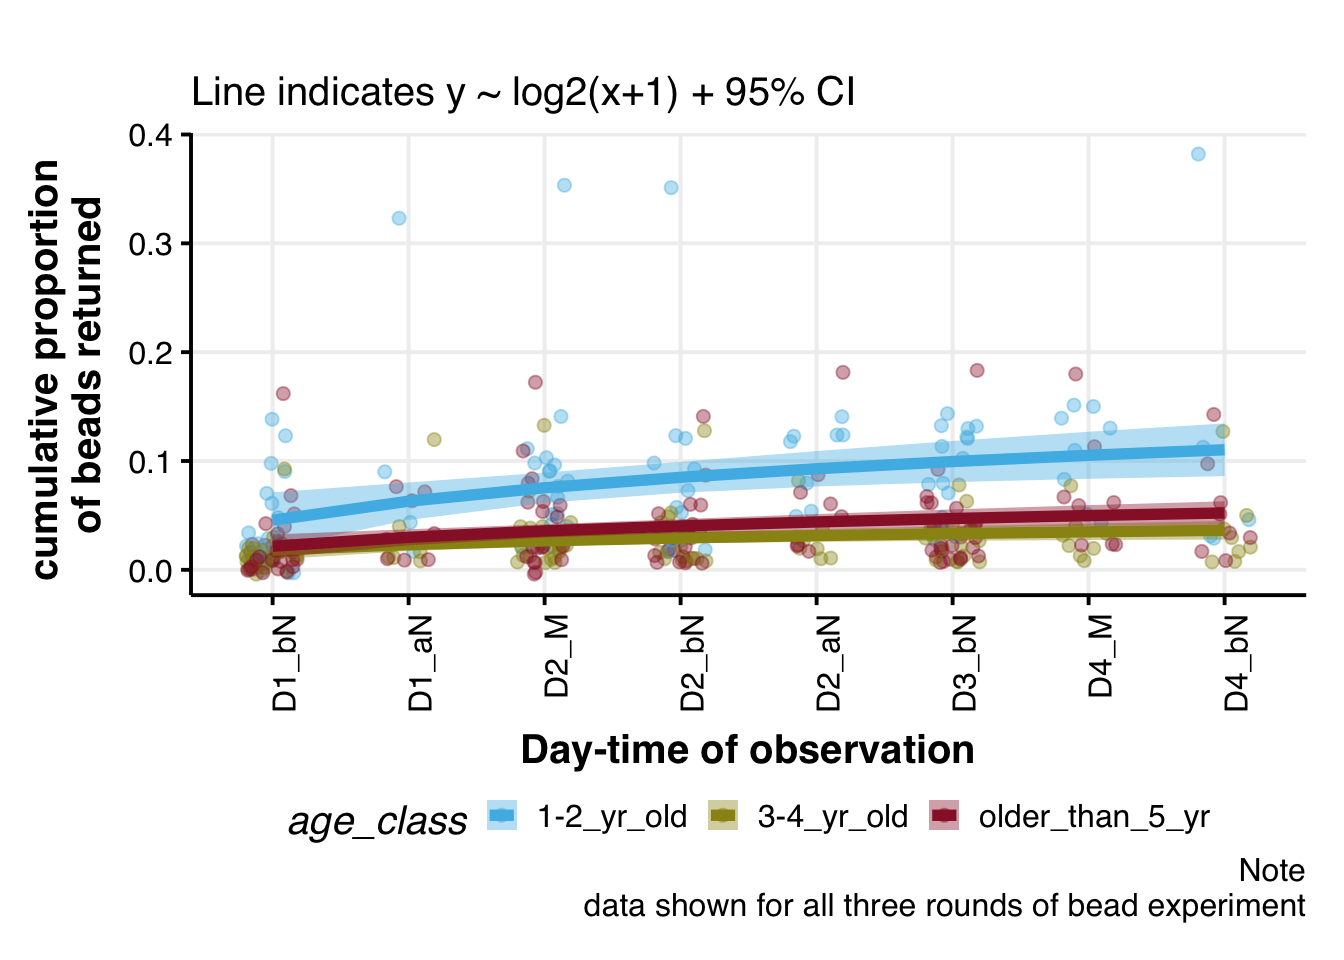 Line indicates y ~ log2(x+1) + 95% CI
cumulative proportion
of beads returned
0.4
0.3
0.2
0.1
0.0
D1_bN
D1_aN
D2_M
D2_bN
D2_aN
D3_bN
D4_M
D4_bN
Day-time of observation
age_class 1-2_yr_old 3-4_yr_old older_than_5_yr
Note
data shown for all three rounds of bead experiment